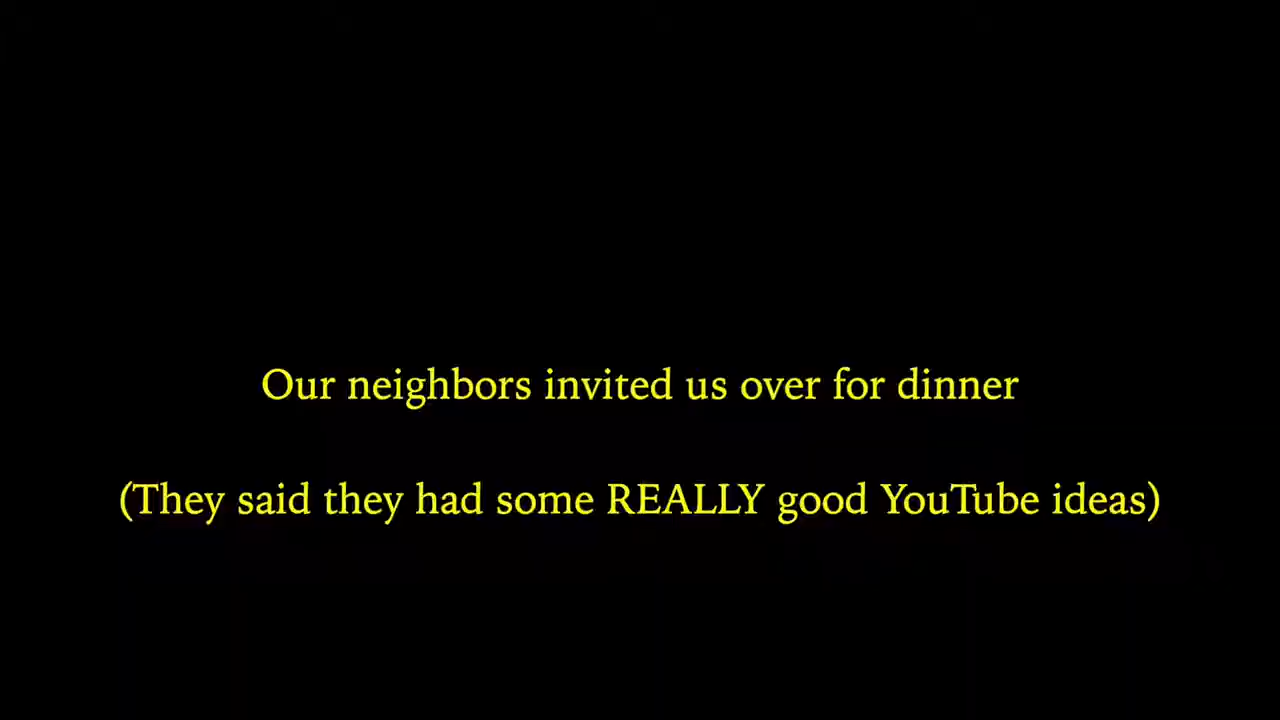 Our neighbors invited us over for dinner
(They said they had some REALLY good YouTube ideas)